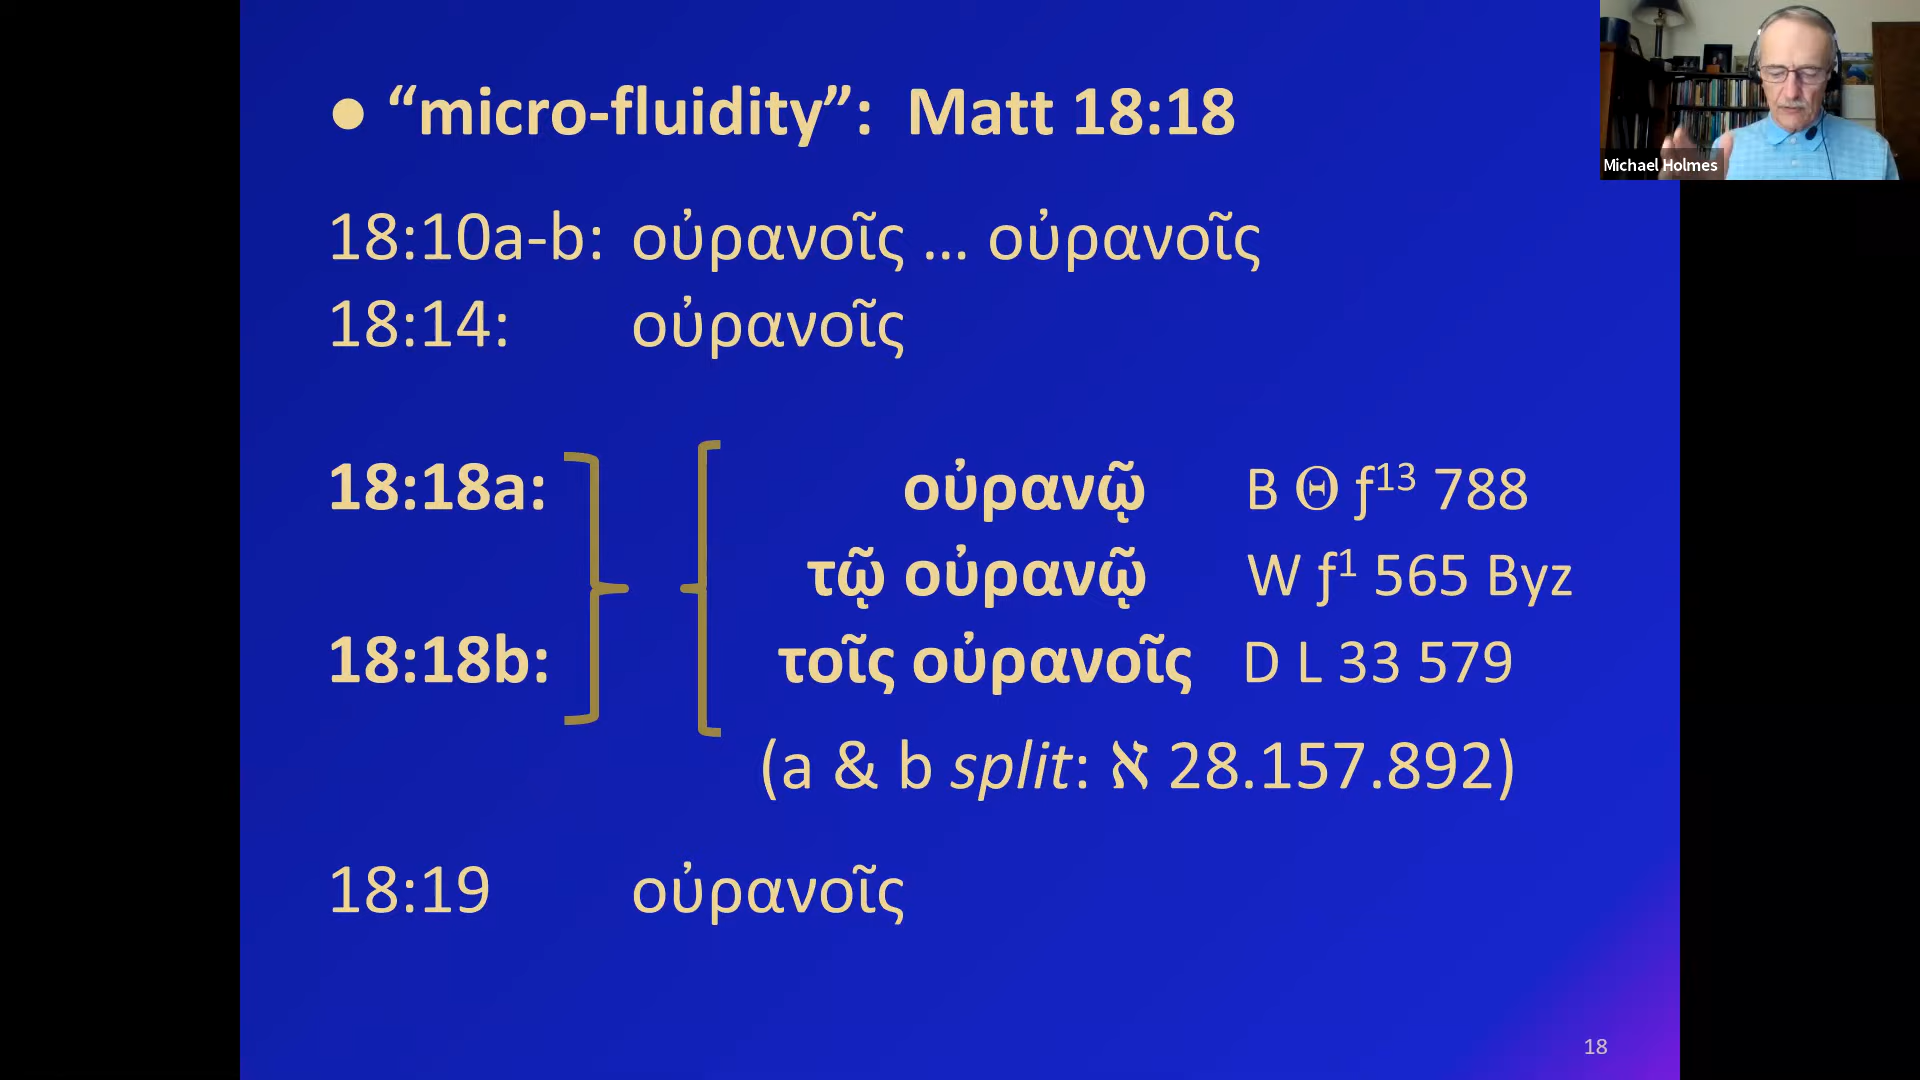 ● “micro-fluidity”: Matt 18:18
18:10a-b: οὐρανοῖς ... οὐρανοῖς
18:14: οὐρανοῖς
18:18a: οὐρανῷ B Θ ƒ¹³ 788
τῷ οὐρανῷ W ƒ¹ 565 Byz
18:18b: τοῖς οὐρανοῖς D L 33 579
(a & b split: ℵ 28.157.892)
18:19 οὐρανοῖς
18
Michael Holmes